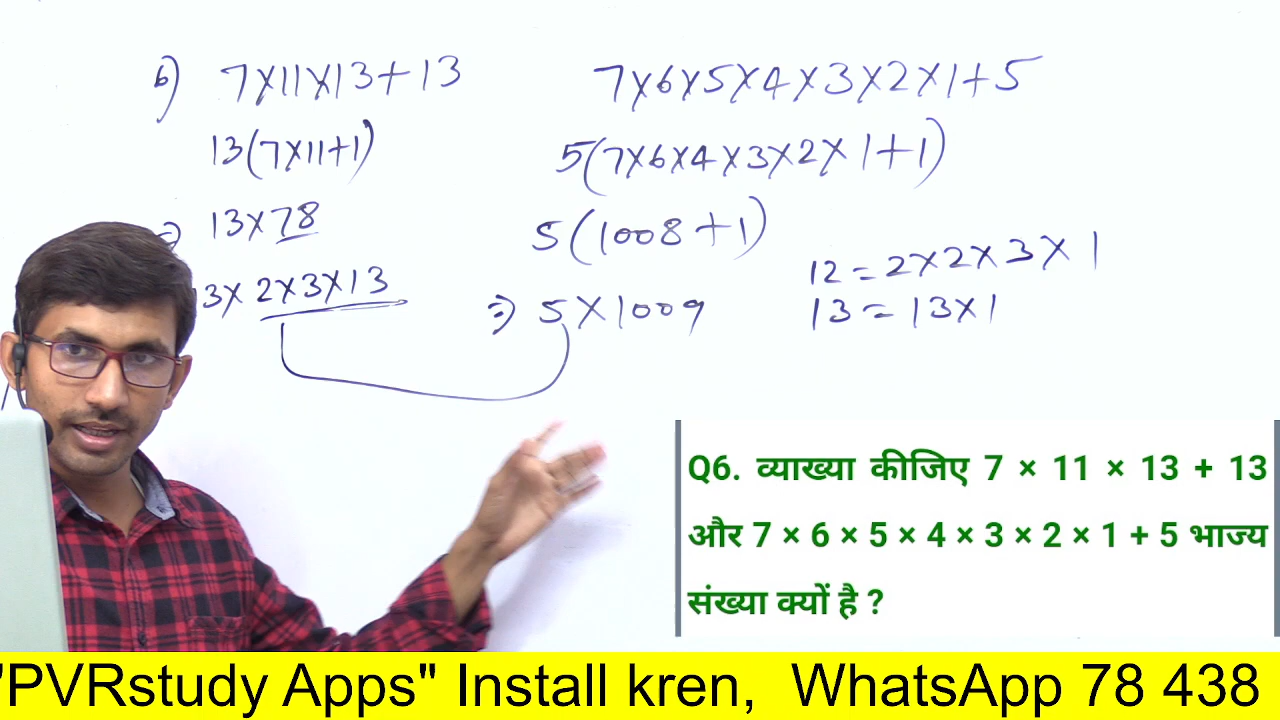 6) 7×11×13+13
13(7×11+1)
=) 13×78
13× 2×3×13
7×6×5×4×3×2×1+5
5(7×6×4×3×2×1+1)
5(1008+1)
=) 5×1009
12=2×2×3×1
13=13×1
Q6. व्याख्या कीजिए 7 × 11 × 13 + 13
और 7 × 6 × 5 × 4 × 3 × 2 × 1 + 5 भाज्य
संख्या क्यों है ?
"PVRstudy Apps" Install kren, WhatsApp 78 438